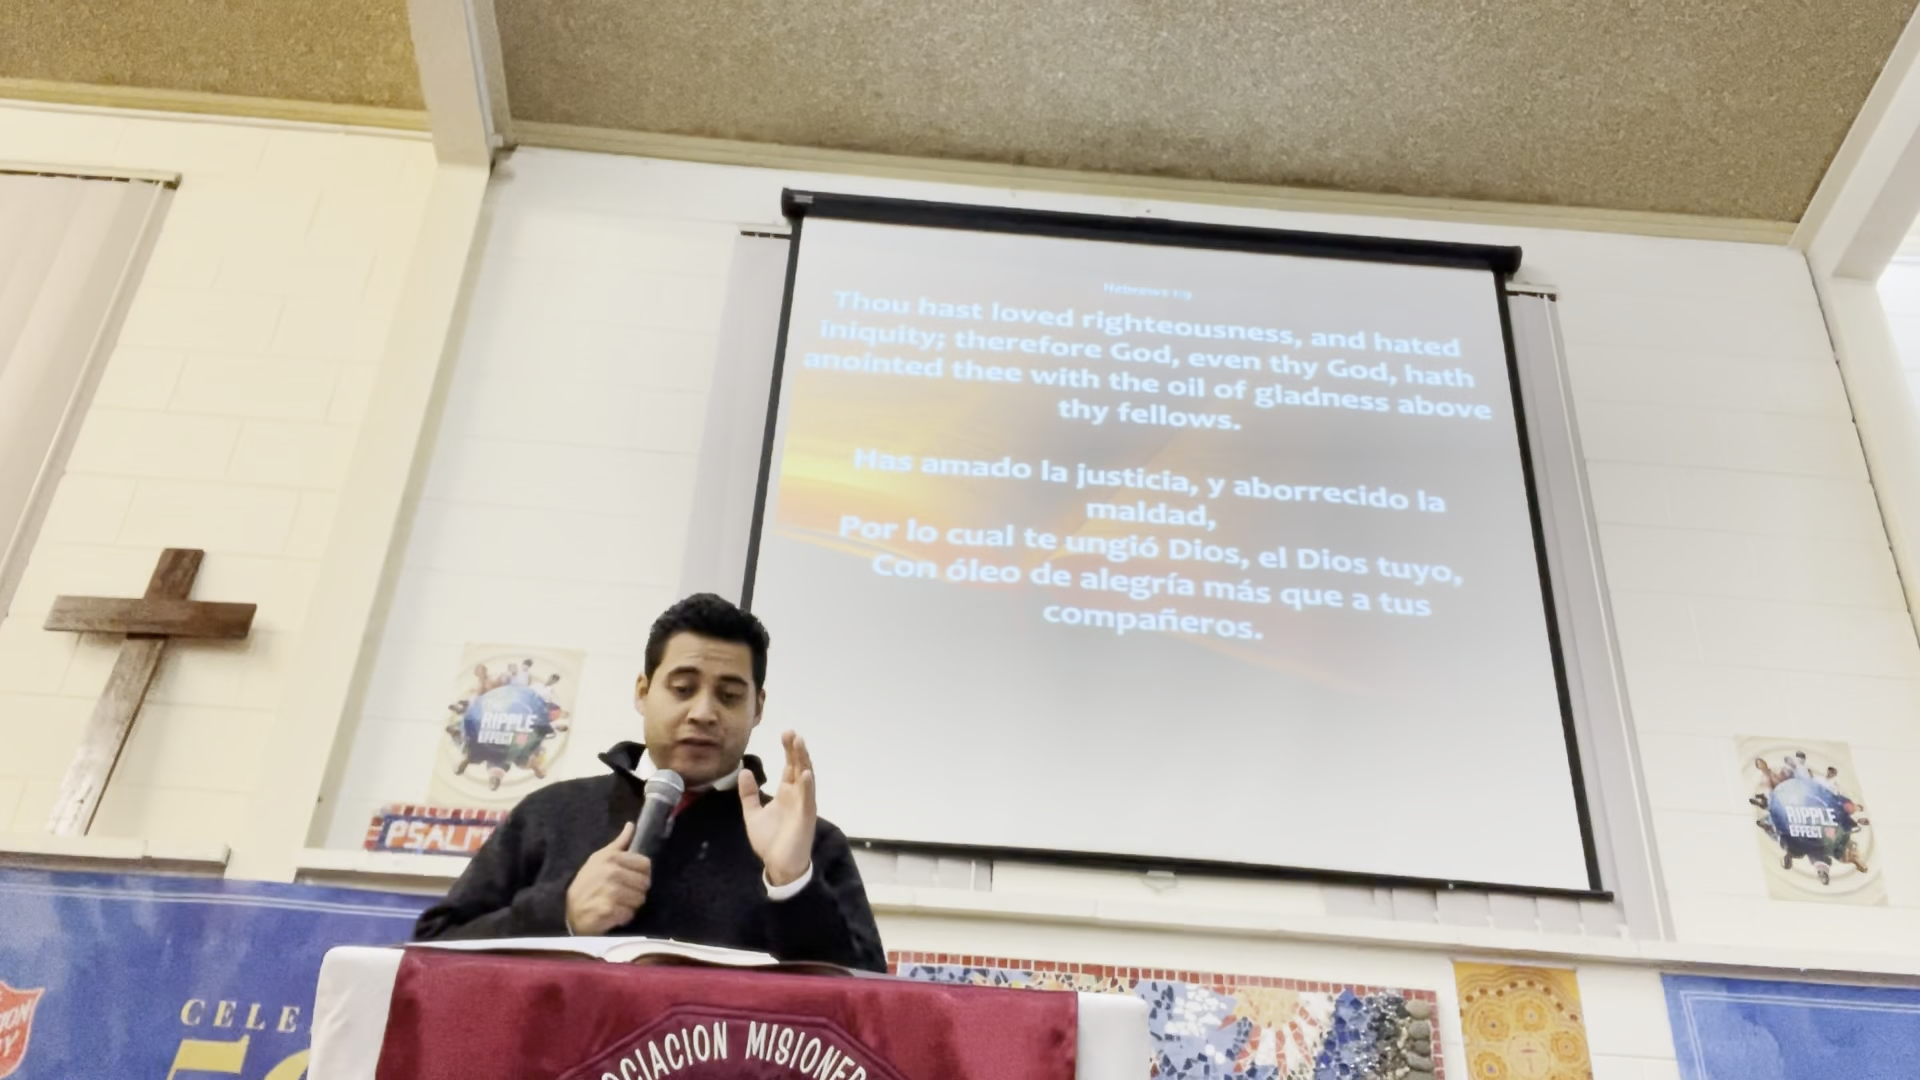 Hebrews 1:9
Thou hast loved righteousness, and hated
iniquity; therefore God, even thy God, hath
anointed thee with the oil of gladness above
thy fellows.
Has amado la justicia, y aborrecido la
maldad,
Por lo cual te ungió Dios, el Dios tuyo,
Con óleo de alegría más que a tus
compañeros.
RIPPLE
EFFECT
PSALM
RIPPLE
EFFECT
CELE
OCIACION MISIONE